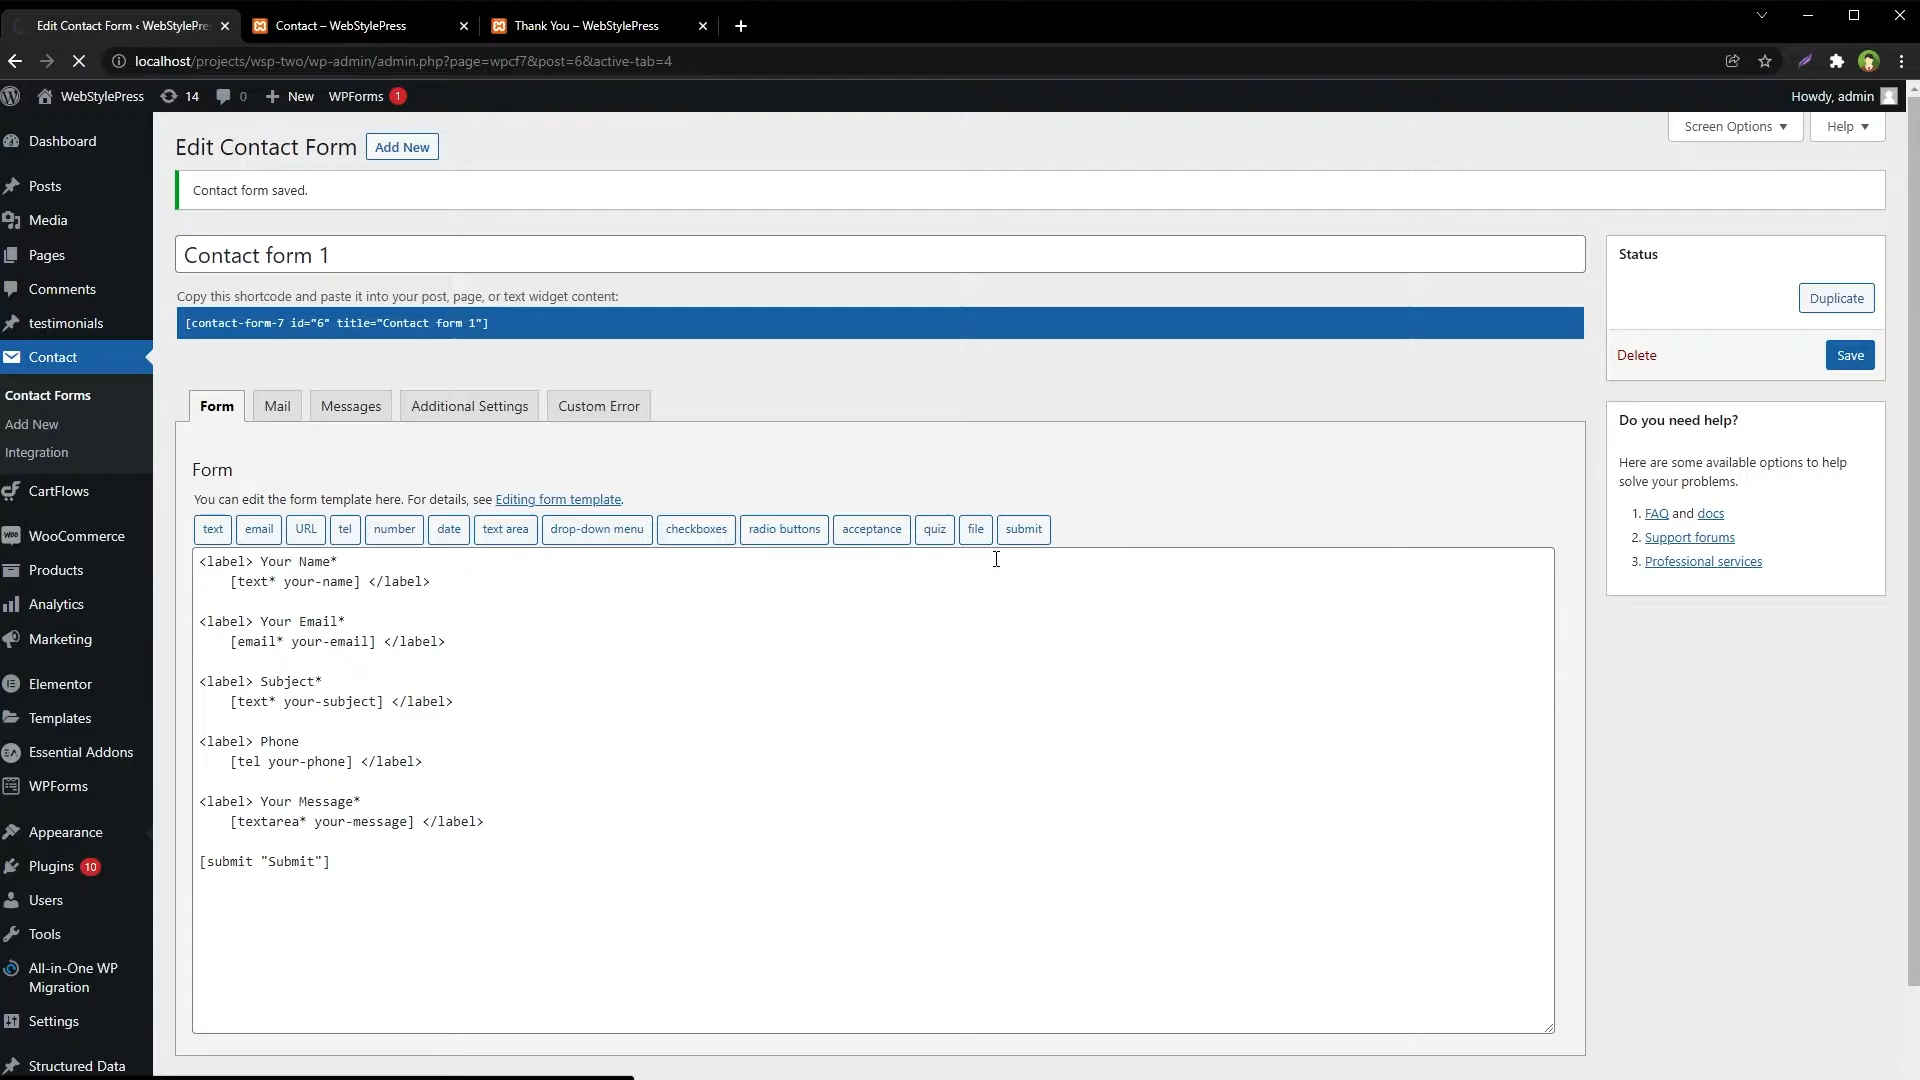 Edit Contact Form ‹ WebStylePre
Contact – WebStylePress
Thank You – WebStylePress
localhost/projects/wsp-two/wp-admin/admin.php?page=wpcf7&post=6&active-tab=4
WebStylePress
14
0
New
WPForms
1
Howdy, admin
Dashboard
Posts
Media
Pages
Comments
testimonials
Contact
Contact Forms
Add New
Integration
CartFlows
WooCommerce
Products
Analytics
Marketing
Elementor
Templates
Essential Addons
WPForms
Appearance
Plugins 10
Users
Tools
All-in-One WP
Migration
Settings
Structured Data
Edit Contact Form
Add New
Screen Options
Help
Contact form saved.
Contact form 1
Copy this shortcode and paste it into your post, page, or text widget content:
[contact-form-7 id="6" title="Contact form 1"]
Form
Mail
Messages
Additional Settings
Custom Error
Form
You can edit the form template here. For details, see Editing form template.
text
email
URL
tel
number
date
text area
drop-down menu
checkboxes
radio buttons
acceptance
quiz
file
submit
<label> Your Name*
[text* your-name] </label>
<label> Your Email*
[email* your-email] </label>
<label> Subject*
[text* your-subject] </label>
<label> Phone
[tel your-phone] </label>
<label> Your Message*
[textarea* your-message] </label>
[submit "Submit"]
Status
Duplicate
Delete
Save
Do you need help?
Here are some available options to help
solve your problems.
1. FAQ and docs
2. Support forums
3. Professional services